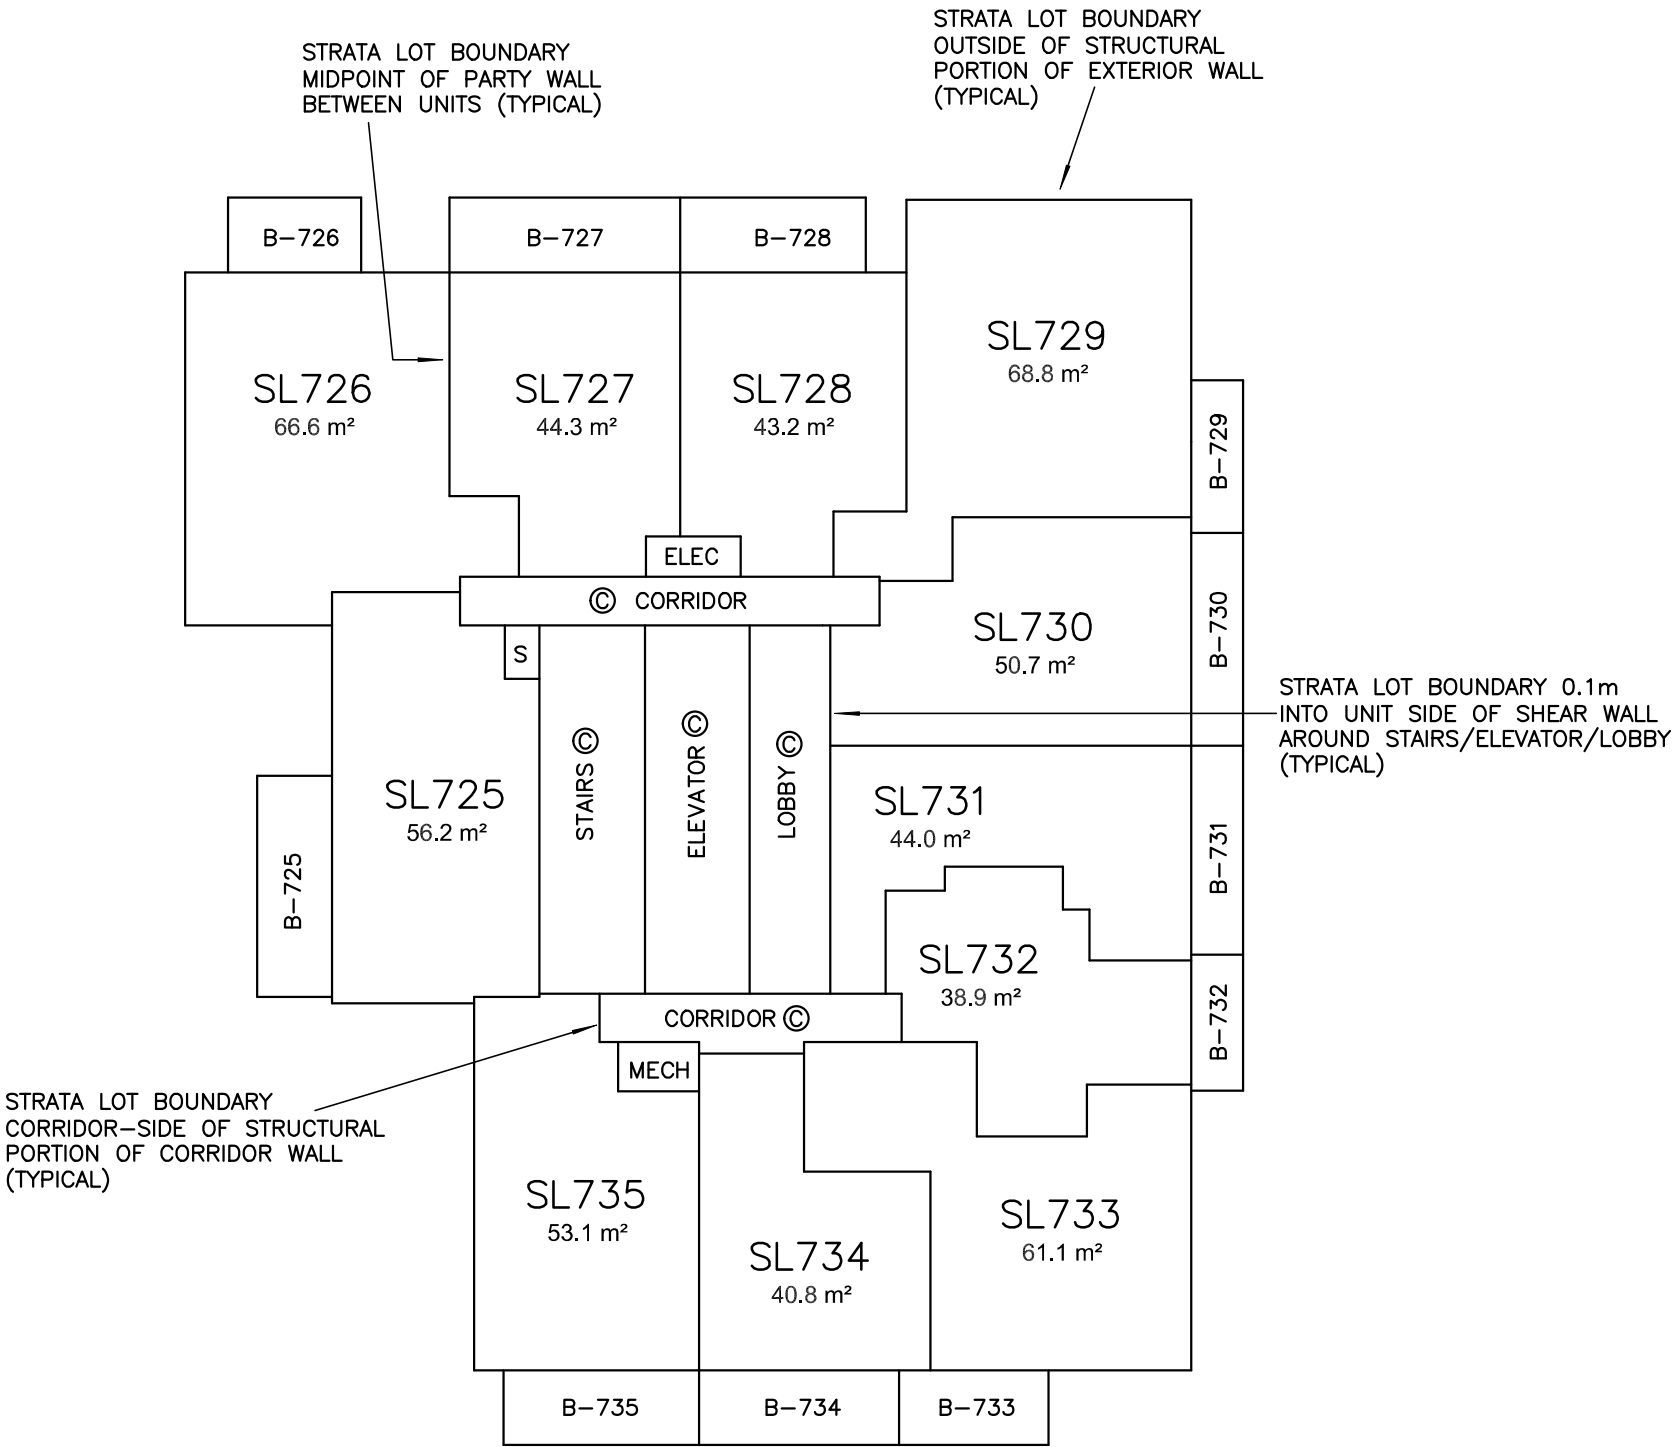 STRATA LOT BOUNDARY
OUTSIDE OF STRUCTURAL
PORTION OF EXTERIOR WALL
(TYPICAL)
STRATA LOT BOUNDARY
MIDPOINT OF PARTY WALL
BETWEEN UNITS (TYPICAL)
B-726
B-727
B-728
SL729
68.8 m²
SL726
66.6 m²
SL727
44.3 m²
SL728
43.2 m²
B-729
ELEC
© CORRIDOR
SL730
50.7 m²
B-730
S
STRATA LOT BOUNDARY 0.1m
INTO UNIT SIDE OF SHEAR WALL
AROUND STAIRS/ELEVATOR/LOBBY
(TYPICAL)
STAIRS ©
ELEVATOR ©
LOBBY ©
SL725
56.2 m²
B-725
SL731
44.0 m²
B-731
SL732
38.9 m²
B-732
CORRIDOR ©
MECH
STRATA LOT BOUNDARY
CORRIDOR-SIDE OF STRUCTURAL
PORTION OF CORRIDOR WALL
(TYPICAL)
SL735
53.1 m²
SL734
40.8 m²
SL733
61.1 m²
B-735
B-734
B-733